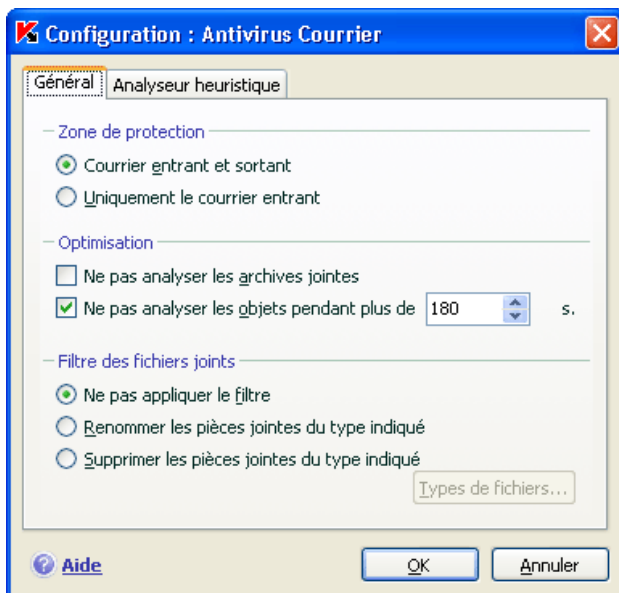 Configuration : Antivirus Courrier
Général
Analyseur heuristique
Zone de protection
Courrier entrant et sortant
Uniquement le courrier entrant
Optimisation
Ne pas analyser les archives jointes
Ne pas analyser les objets pendant plus de 180 s.
Filtre des fichiers joints
Ne pas appliquer le filtre
Renommer les pièces jointes du type indiqué
Supprimer les pièces jointes du type indiqué
Types de fichiers...
Aide
OK
Annuler